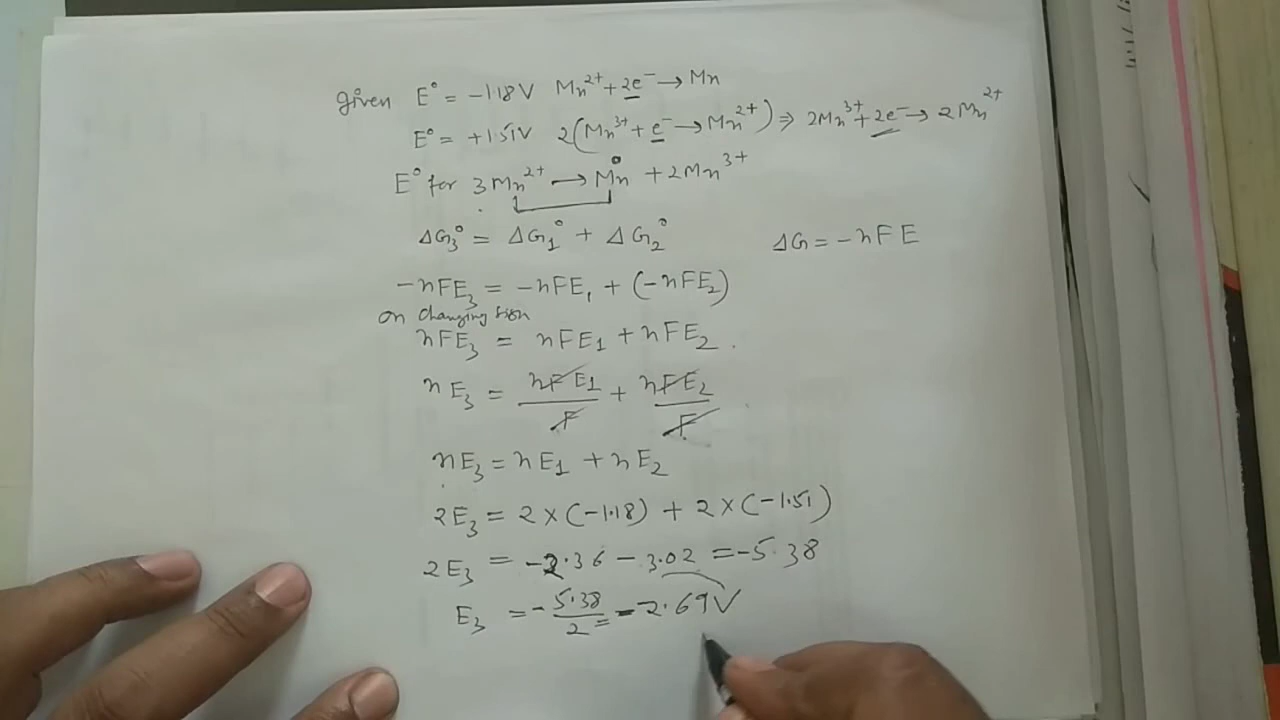 given E° = -1.18V Mn²⁺ + 2e⁻ → Mn
E° = +1.51V 2(Mn³⁺ + e⁻ → Mn²⁺) ⇒ 2Mn³⁺ + 2e⁻ → 2Mn²⁺
E° for 3Mn²⁺ → Mn° + 2Mn³⁺
ΔG₃° = ΔG₁° + ΔG₂° ΔG = -nFE
-nFE₃ = -nFE₁ + (-nFE₂)
on changing sign
nFE₃ = nFE₁ + nFE₂.
nE₃ = nFE₁/F + nFE₂/F
nE₃ = nE₁ + nE₂
2E₃ = 2×(-1.18) + 2×(-1.51)
2E₃ = -2.36 - 3.02 = -5.38
E₃ = -5.38/2 = -2.69V